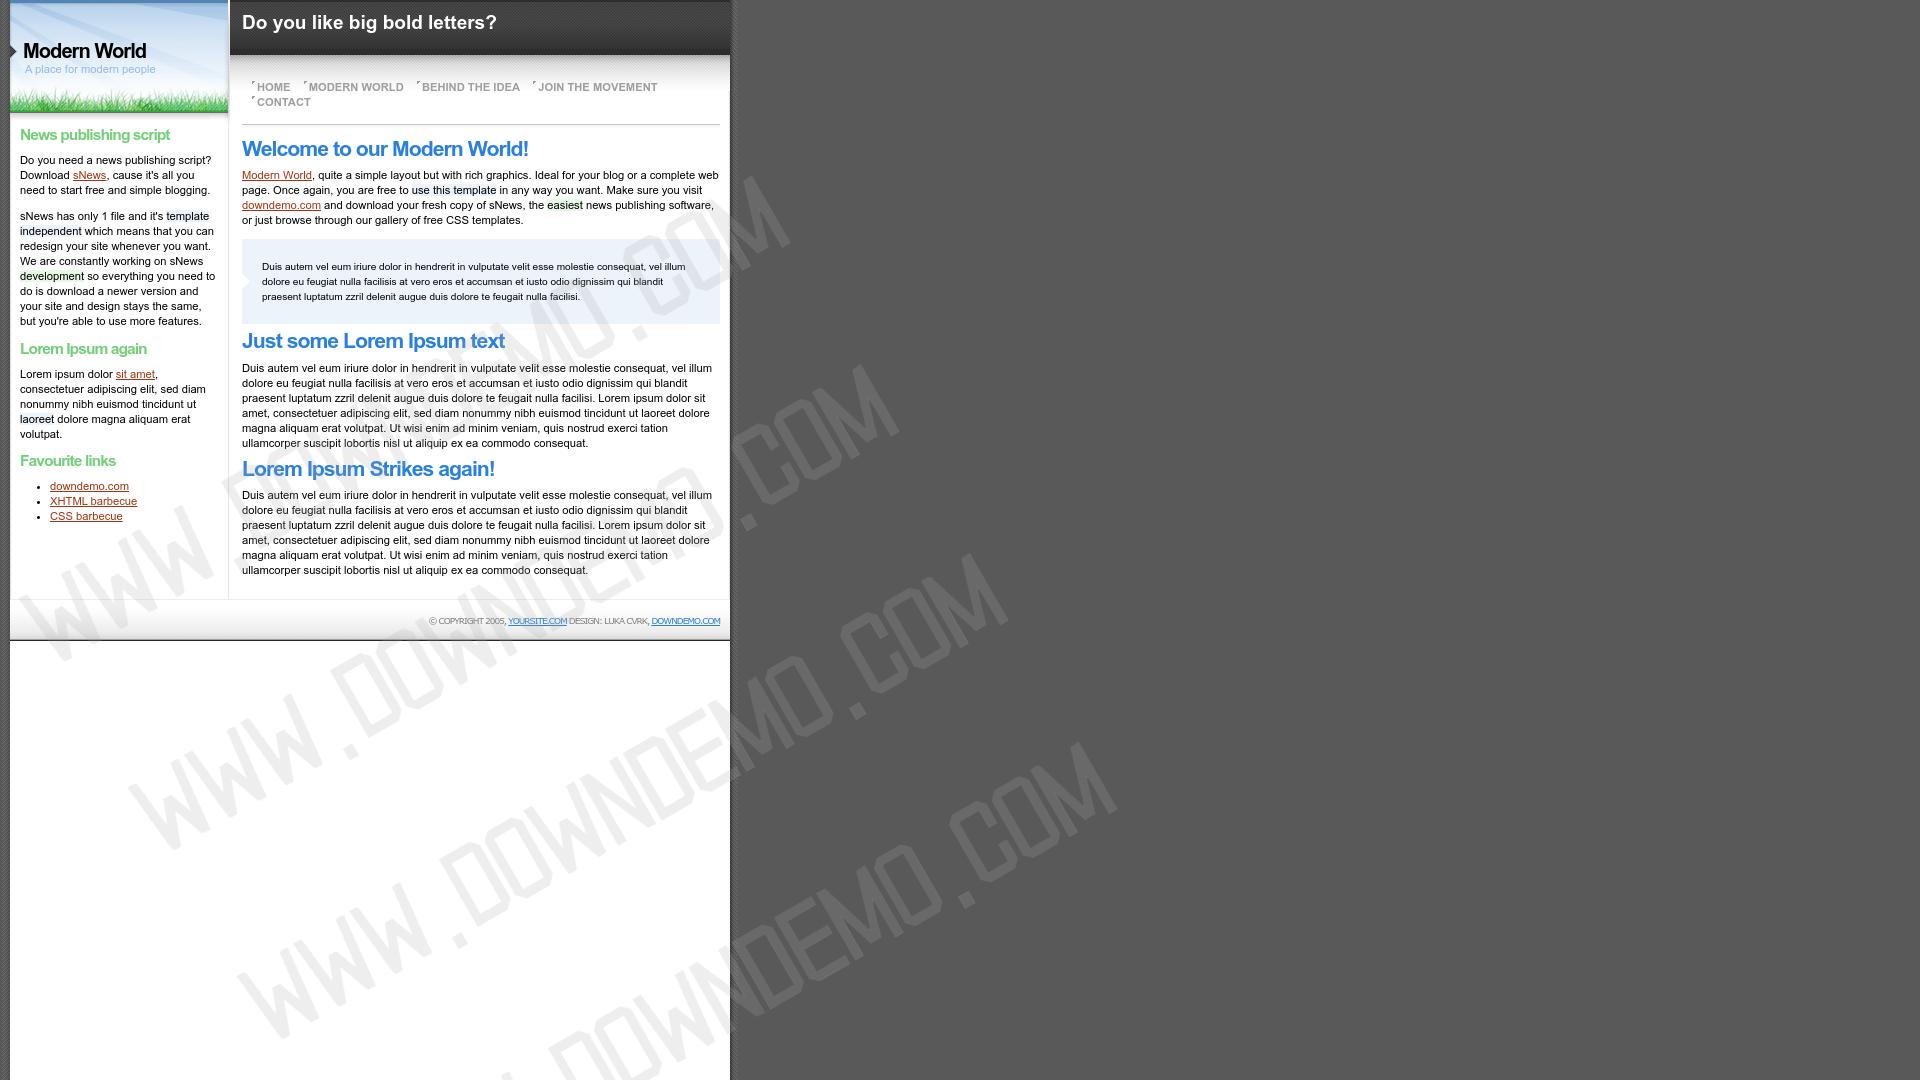 Modern World
A place for modern people
Do you like big bold letters?
HOME MODERN WORLD BEHIND THE IDEA JOIN THE MOVEMENT
CONTACT
News publishing script
Do you need a news publishing script?
Download sNews, cause it's all you
need to start free and simple blogging.
sNews has only 1 file and it's template
independent which means that you can
redesign your site whenever you want.
We are constantly working on sNews
development so everything you need to
do is download a newer version and
your site and design stays the same,
but you're able to use more features.
Lorem Ipsum again
Lorem ipsum dolor sit amet,
consectetuer adipiscing elit, sed diam
nonummy nibh euismod tincidunt ut
laoreet dolore magna aliquam erat
volutpat.
Favourite links
downdemo.com
XHTML barbecue
CSS barbecue
Welcome to our Modern World!
Modern World, quite a simple layout but with rich graphics. Ideal for your blog or a complete web
page. Once again, you are free to use this template in any way you want. Make sure you visit
downdemo.com and download your fresh copy of sNews, the easiest news publishing software,
or just browse through our gallery of free CSS templates.
Duis autem vel eum iriure dolor in hendrerit in vulputate velit esse molestie consequat, vel illum
dolore eu feugiat nulla facilisis at vero eros et accumsan et iusto odio dignissim qui blandit
praesent luptatum zzril delenit augue duis dolore te feugait nulla facilisi.
Just some Lorem Ipsum text
Duis autem vel eum iriure dolor in hendrerit in vulputate velit esse molestie consequat, vel illum
dolore eu feugiat nulla facilisis at vero eros et accumsan et iusto odio dignissim qui blandit
praesent luptatum zzril delenit augue duis dolore te feugait nulla facilisi. Lorem ipsum dolor sit
amet, consectetuer adipiscing elit, sed diam nonummy nibh euismod tincidunt ut laoreet dolore
magna aliquam erat volutpat. Ut wisi enim ad minim veniam, quis nostrud exerci tation
ullamcorper suscipit lobortis nisl ut aliquip ex ea commodo consequat.
Lorem Ipsum Strikes again!
Duis autem vel eum iriure dolor in hendrerit in vulputate velit esse molestie consequat, vel illum
dolore eu feugiat nulla facilisis at vero eros et accumsan et iusto odio dignissim qui blandit
praesent luptatum zzril delenit augue duis dolore te feugait nulla facilisi. Lorem ipsum dolor sit
amet, consectetuer adipiscing elit, sed diam nonummy nibh euismod tincidunt ut laoreet dolore
magna aliquam erat volutpat. Ut wisi enim ad minim veniam, quis nostrud exerci tation
ullamcorper suscipit lobortis nisl ut aliquip ex ea commodo consequat.
© COPYRIGHT 2005, YOURSITE.COM DESIGN: LUKA CVRK, DOWNDEMO.COM
WWW.DOWNDEMO.COM
WWW.DOWNDEMO.COM
WWW.DOWNDEMO.COM
.DOWNDEMO.COM